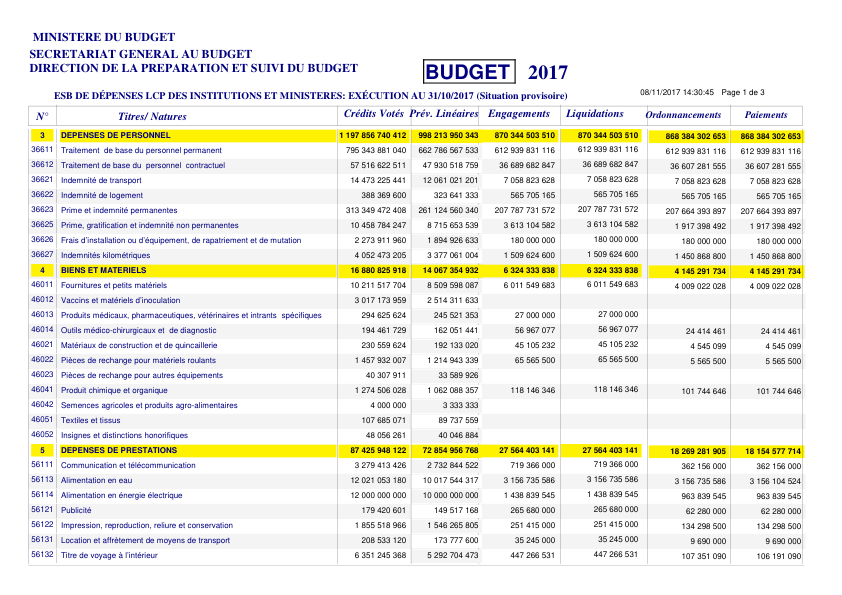 MINISTERE DU BUDGET
SECRETARIAT GENERAL AU BUDGET
DIRECTION DE LA PREPARATION ET SUIVI DU BUDGET
BUDGET 2017
ESB DE DÉPENSES LCP DES INSTITUTIONS ET MINISTERES: EXÉCUTION AU 31/10/2017 (Situation provisoire)
08/11/2017 14:30:45 Page 1 de 3
N° Titres/ Natures Crédits Votés Prév. Linéaires Engagements Liquidations Ordonnancements Paiements
3 DEPENSES DE PERSONNEL 1 197 856 740 412 998 213 950 343 870 344 503 510 870 344 503 510 868 384 302 653 868 384 302 653
36611 Traitement de base du personnel permanent 795 343 881 040 662 786 567 533 612 939 831 116 612 939 831 116 612 939 831 116 612 939 831 116
36612 Traitement de base du personnel contractuel 57 516 622 511 47 930 518 759 36 689 682 847 36 689 682 847 36 607 281 555 36 607 281 555
36621 Indemnité de transport 14 473 225 441 12 061 021 201 7 058 823 628 7 058 823 628 7 058 823 628 7 058 823 628
36622 Indemnité de logement 388 369 600 323 641 333 565 705 165 565 705 165 565 705 165 565 705 165
36623 Prime et indemnité permanentes 313 349 472 408 261 124 560 340 207 787 731 572 207 787 731 572 207 664 393 897 207 664 393 897
36625 Prime, gratification et indemnité non permanentes 10 458 784 247 8 715 653 539 3 613 104 582 3 613 104 582 1 917 398 492 1 917 398 492
36626 Frais d'installation ou d'équipement, de rapatriement et de mutation 2 273 911 960 1 894 926 633 180 000 000 180 000 000 180 000 000 180 000 000
36627 Indemnités kilométriques 4 052 473 205 3 377 061 004 1 509 624 600 1 509 624 600 1 450 868 800 1 450 868 800
4 BIENS ET MATERIELS 16 880 825 918 14 067 354 932 6 324 333 838 6 324 333 838 4 145 291 734 4 145 291 734
46011 Fournitures et petits matériels 10 211 517 704 8 509 598 087 6 011 549 683 6 011 549 683 4 009 022 028 4 009 022 028
46012 Vaccins et matériels d'inoculation 3 017 173 959 2 514 311 633
46013 Produits médicaux, pharmaceutiques, vétérinaires et intrants spécifiques 294 625 624 245 521 353 27 000 000 27 000 000
46014 Outils médico-chirurgicaux et de diagnostic 194 461 729 162 051 441 56 967 077 56 967 077 24 414 461 24 414 461
46021 Matériaux de construction et de quincaillerie 230 559 624 192 133 020 45 105 232 45 105 232 4 545 099 4 545 099
46022 Pièces de rechange pour matériels roulants 1 457 932 007 1 214 943 339 65 565 500 65 565 500 5 565 500 5 565 500
46023 Pièces de rechange pour autres équipements 40 307 911 33 589 926
46041 Produit chimique et organique 1 274 506 028 1 062 088 357 118 146 346 118 146 346 101 744 646 101 744 646
46042 Semences agricoles et produits agro-alimentaires 4 000 000 3 333 333
46051 Textiles et tissus 107 685 071 89 737 559
46052 Insignes et distinctions honorifiques 48 056 261 40 046 884
5 DEPENSES DE PRESTATIONS 87 425 948 122 72 854 956 768 27 564 403 141 27 564 403 141 18 269 281 905 18 154 577 714
56111 Communication et télécommunication 3 279 413 426 2 732 844 522 719 366 000 719 366 000 362 156 000 362 156 000
56113 Alimentation en eau 12 021 053 180 10 017 544 317 3 156 735 586 3 156 735 586 3 156 735 586 3 156 104 524
56114 Alimentation en énergie électrique 12 000 000 000 10 000 000 000 1 438 839 545 1 438 839 545 963 839 545 963 839 545
56121 Publicité 179 420 601 149 517 168 265 680 000 265 680 000 62 280 000 62 280 000
56122 Impression, reproduction, reliure et conservation 1 855 518 966 1 546 265 805 251 415 000 251 415 000 134 298 500 134 298 500
56131 Location et affrètement de moyens de transport 208 533 120 173 777 600 35 245 000 35 245 000 9 690 000 9 690 000
56132 Titre de voyage à l'intérieur 6 351 245 368 5 292 704 473 447 266 531 447 266 531 107 351 090 106 191 090